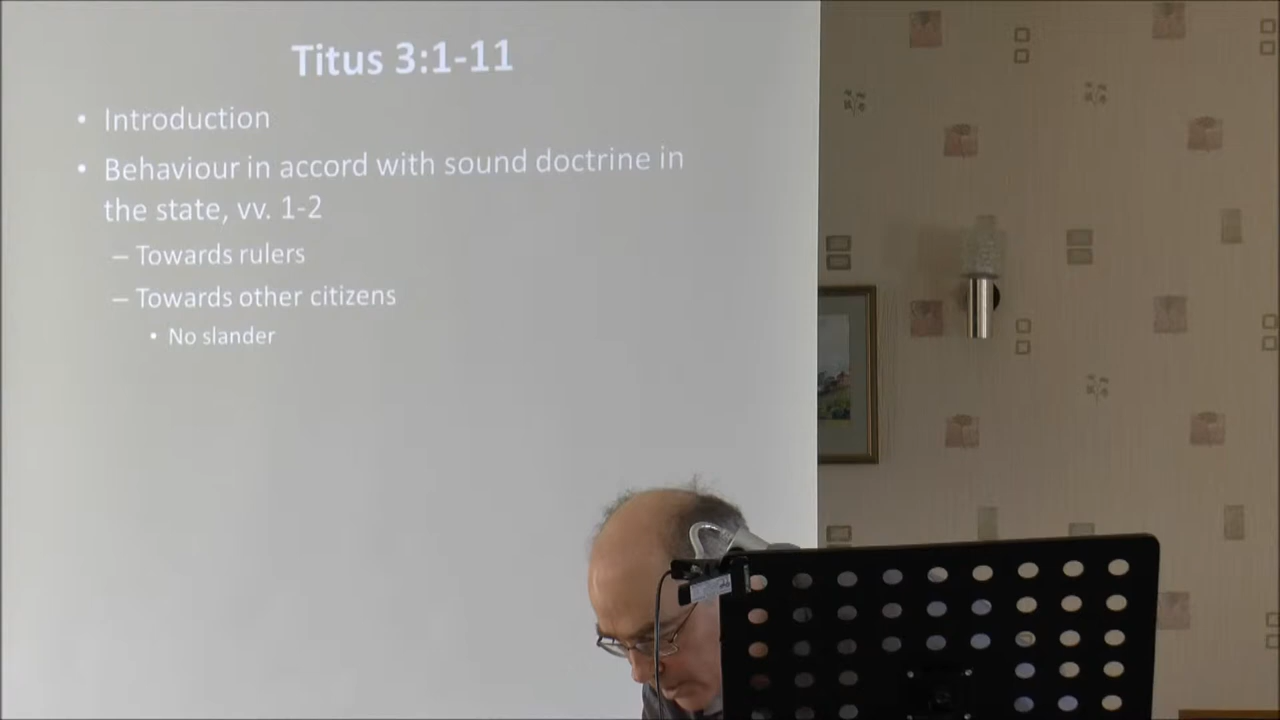 Titus 3:1-11
• Introduction
• Behaviour in accord with sound doctrine in
the state, vv. 1-2
– Towards rulers
– Towards other citizens
• No slander